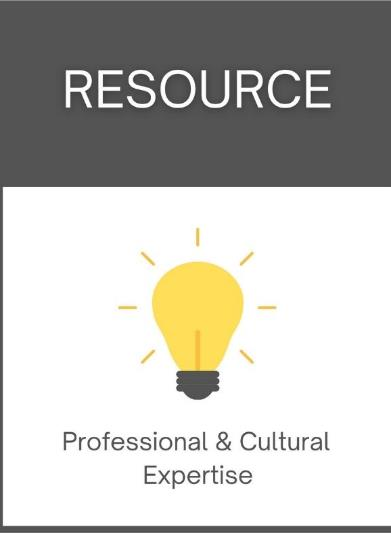 RESOURCE
Professional & Cultural
Expertise